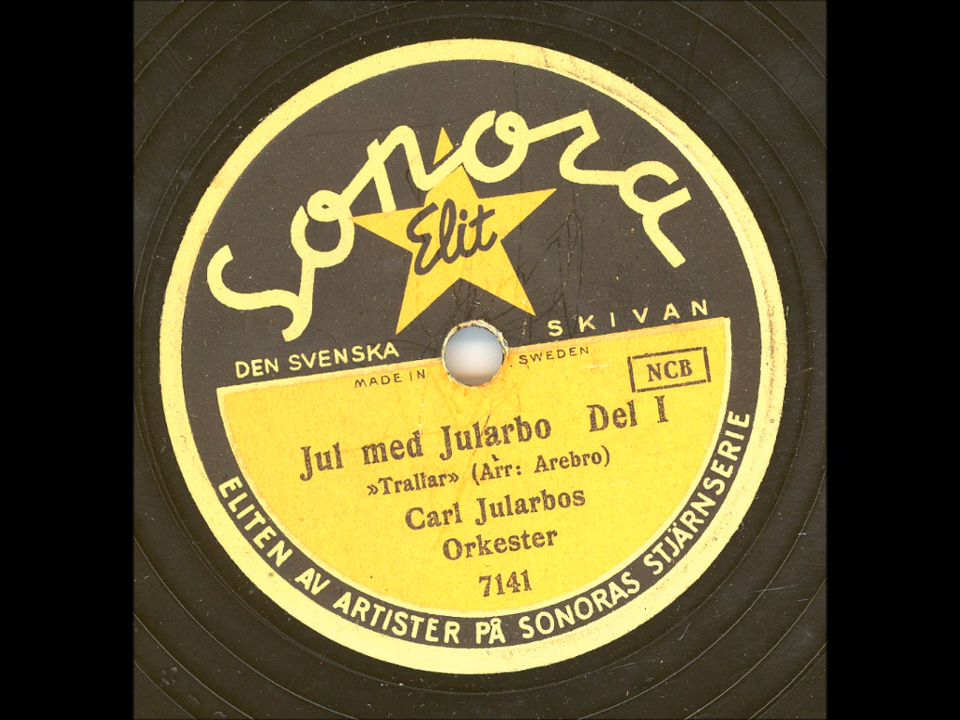 Sonora
Elit
DEN SVENSKA SKIVAN
MADE IN SWEDEN
NCB
Jul med Jularbo Del I
»Trallar» (Arr: Arebro)
Carl Jularbos
Orkester
7141
ELITEN AV ARTISTER PÅ SONORAS STJÄRNSERIE